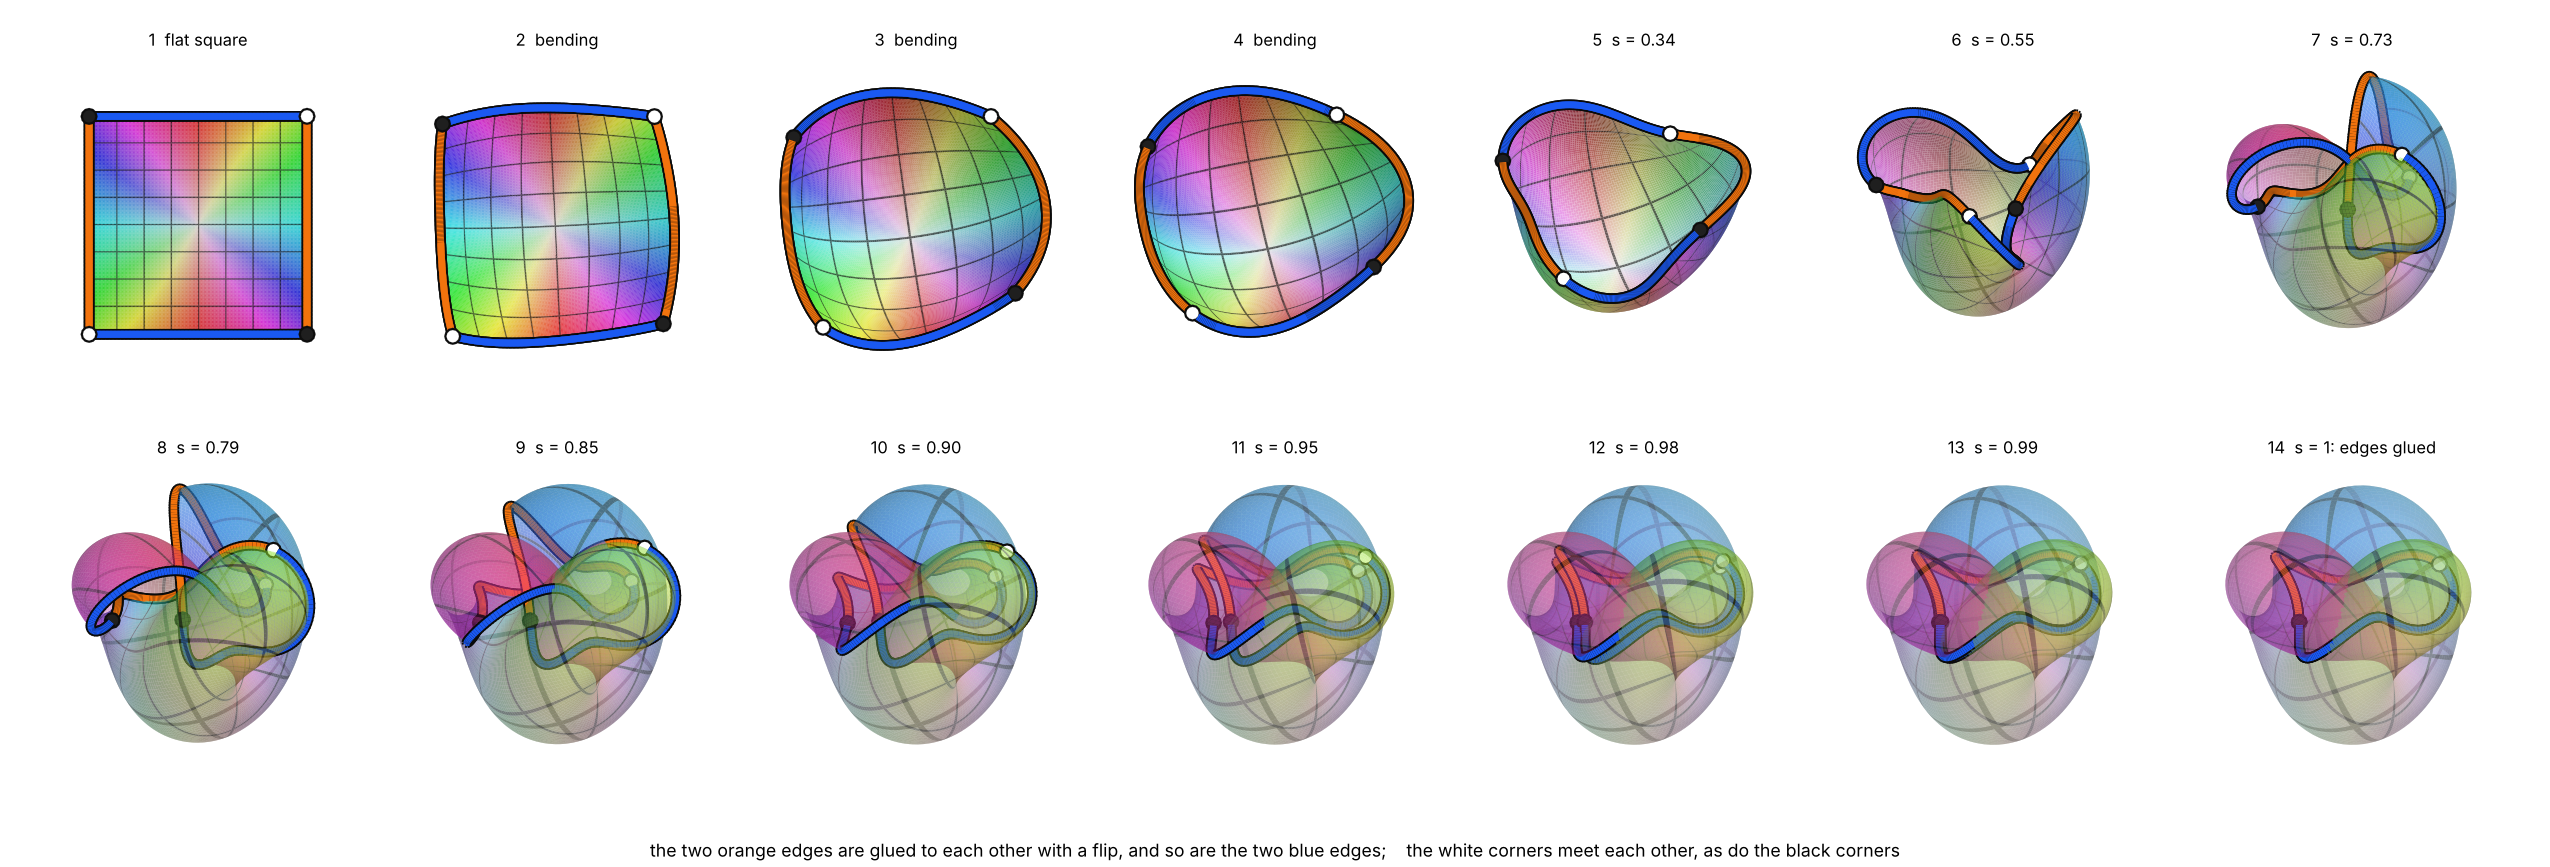 1 flat square
2 bending
3 bending
4 bending
5 s = 0.34
6 s = 0.55
7 s = 0.73
8 s = 0.79
9 s = 0.85
10 s = 0.90
11 s = 0.95
12 s = 0.98
13 s = 0.99
14 s = 1: edges glued
the two orange edges are glued to each other with a flip, and so are the two blue edges; the white corners meet each other, as do the black corners